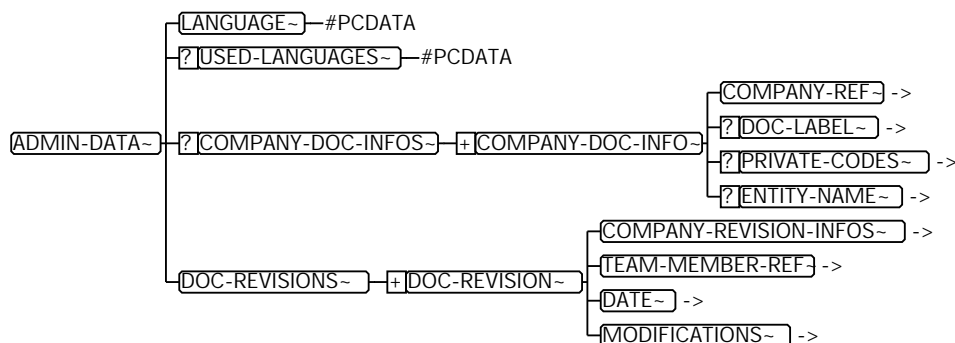 LANGUAGE~ #PCDATA
? USED-LANGUAGES~ #PCDATA
COMPANY-REF~ ->
? DOC-LABEL~ ->
ADMIN-DATA~ ? COMPANY-DOC-INFOS~ + COMPANY-DOC-INFO~
? PRIVATE-CODES~ ->
? ENTITY-NAME~ ->
COMPANY-REVISION-INFOS~ ->
TEAM-MEMBER-REF~ ->
DOC-REVISIONS~ + DOC-REVISION~
DATE~ ->
MODIFICATIONS~ ->